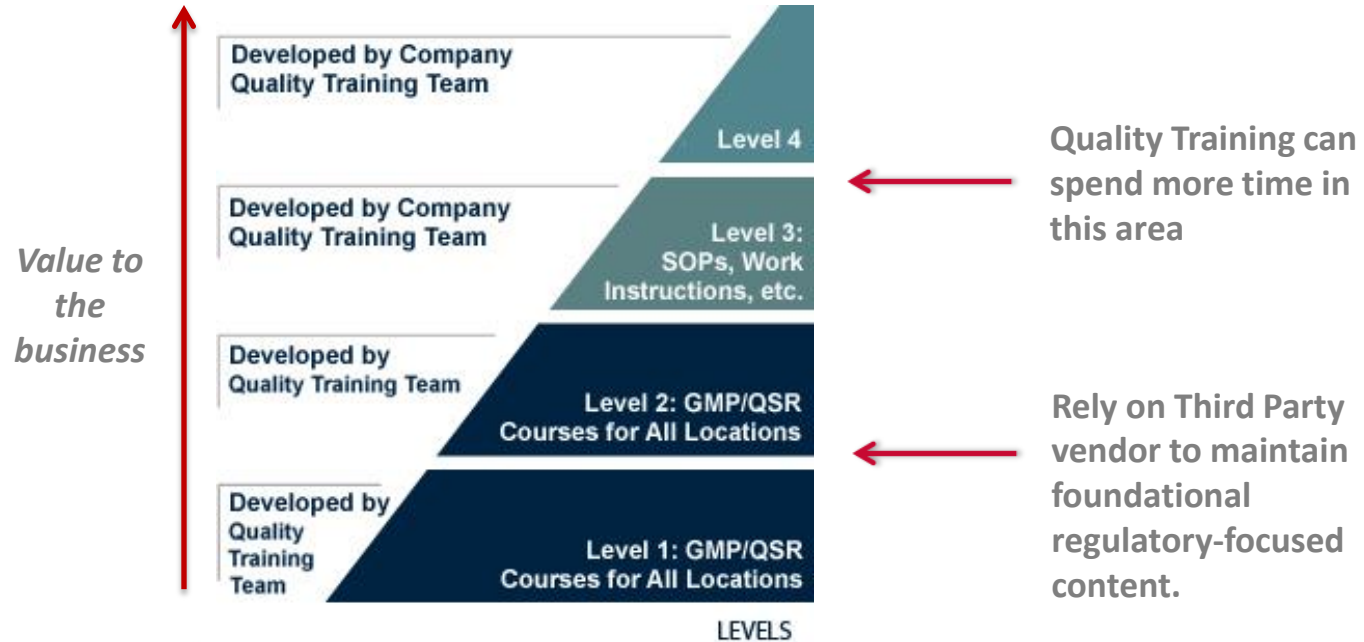 Developed by Company
Quality Training Team
Level 4
Developed by Company
Quality Training Team
Level 3:
SOPs, Work
Instructions, etc.
Developed by
Quality Training Team
Level 2: GMP/QSR
Courses for All Locations
Developed by
Quality
Training
Team
Level 1: GMP/QSR
Courses for All Locations
LEVELS
Value to
the
business
Quality Training can
spend more time in
this area
Rely on Third Party
vendor to maintain
foundational
regulatory-focused
content.